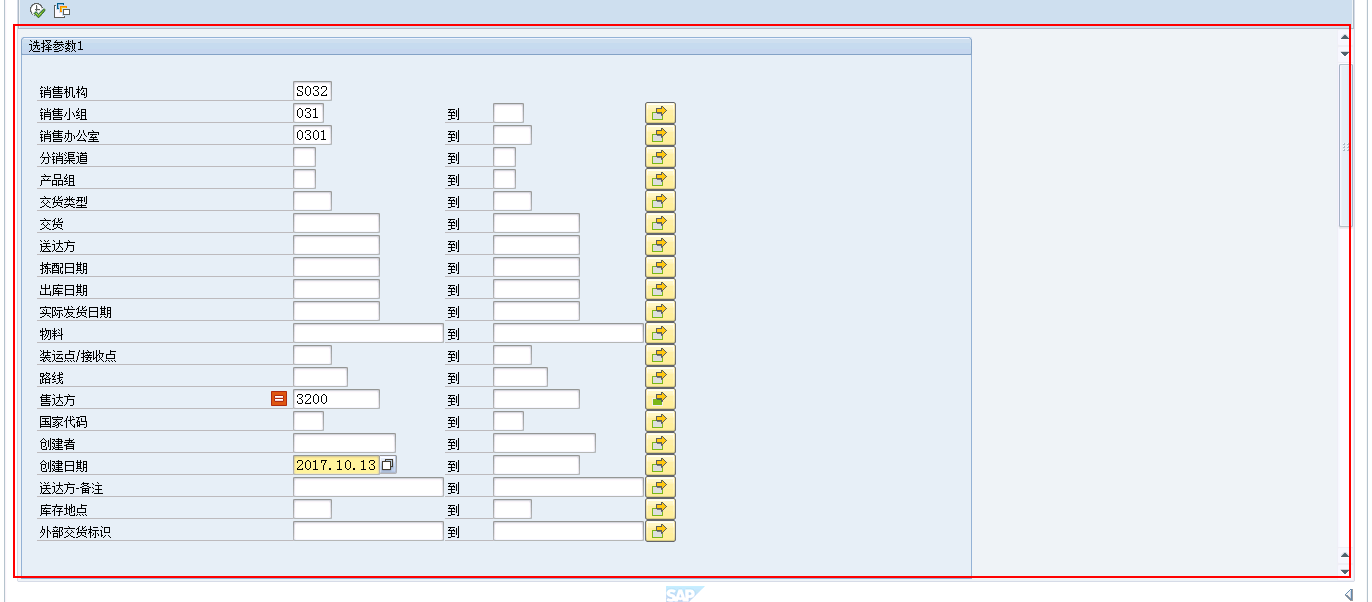 选择参数1
销售机构 S032
销售小组 031 到
销售办公室 0301 到
分销渠道 到
产品组 到
交货类型 到
交货 到
送达方 到
拣配日期 到
出库日期 到
实际发货日期 到
物料 到
装运点/接收点 到
路线 到
售达方 3200 到
国家代码 到
创建者 到
创建日期 2017.10.13 到
送达方-备注 到
库存地点 到
外部交货标识 到
SAP